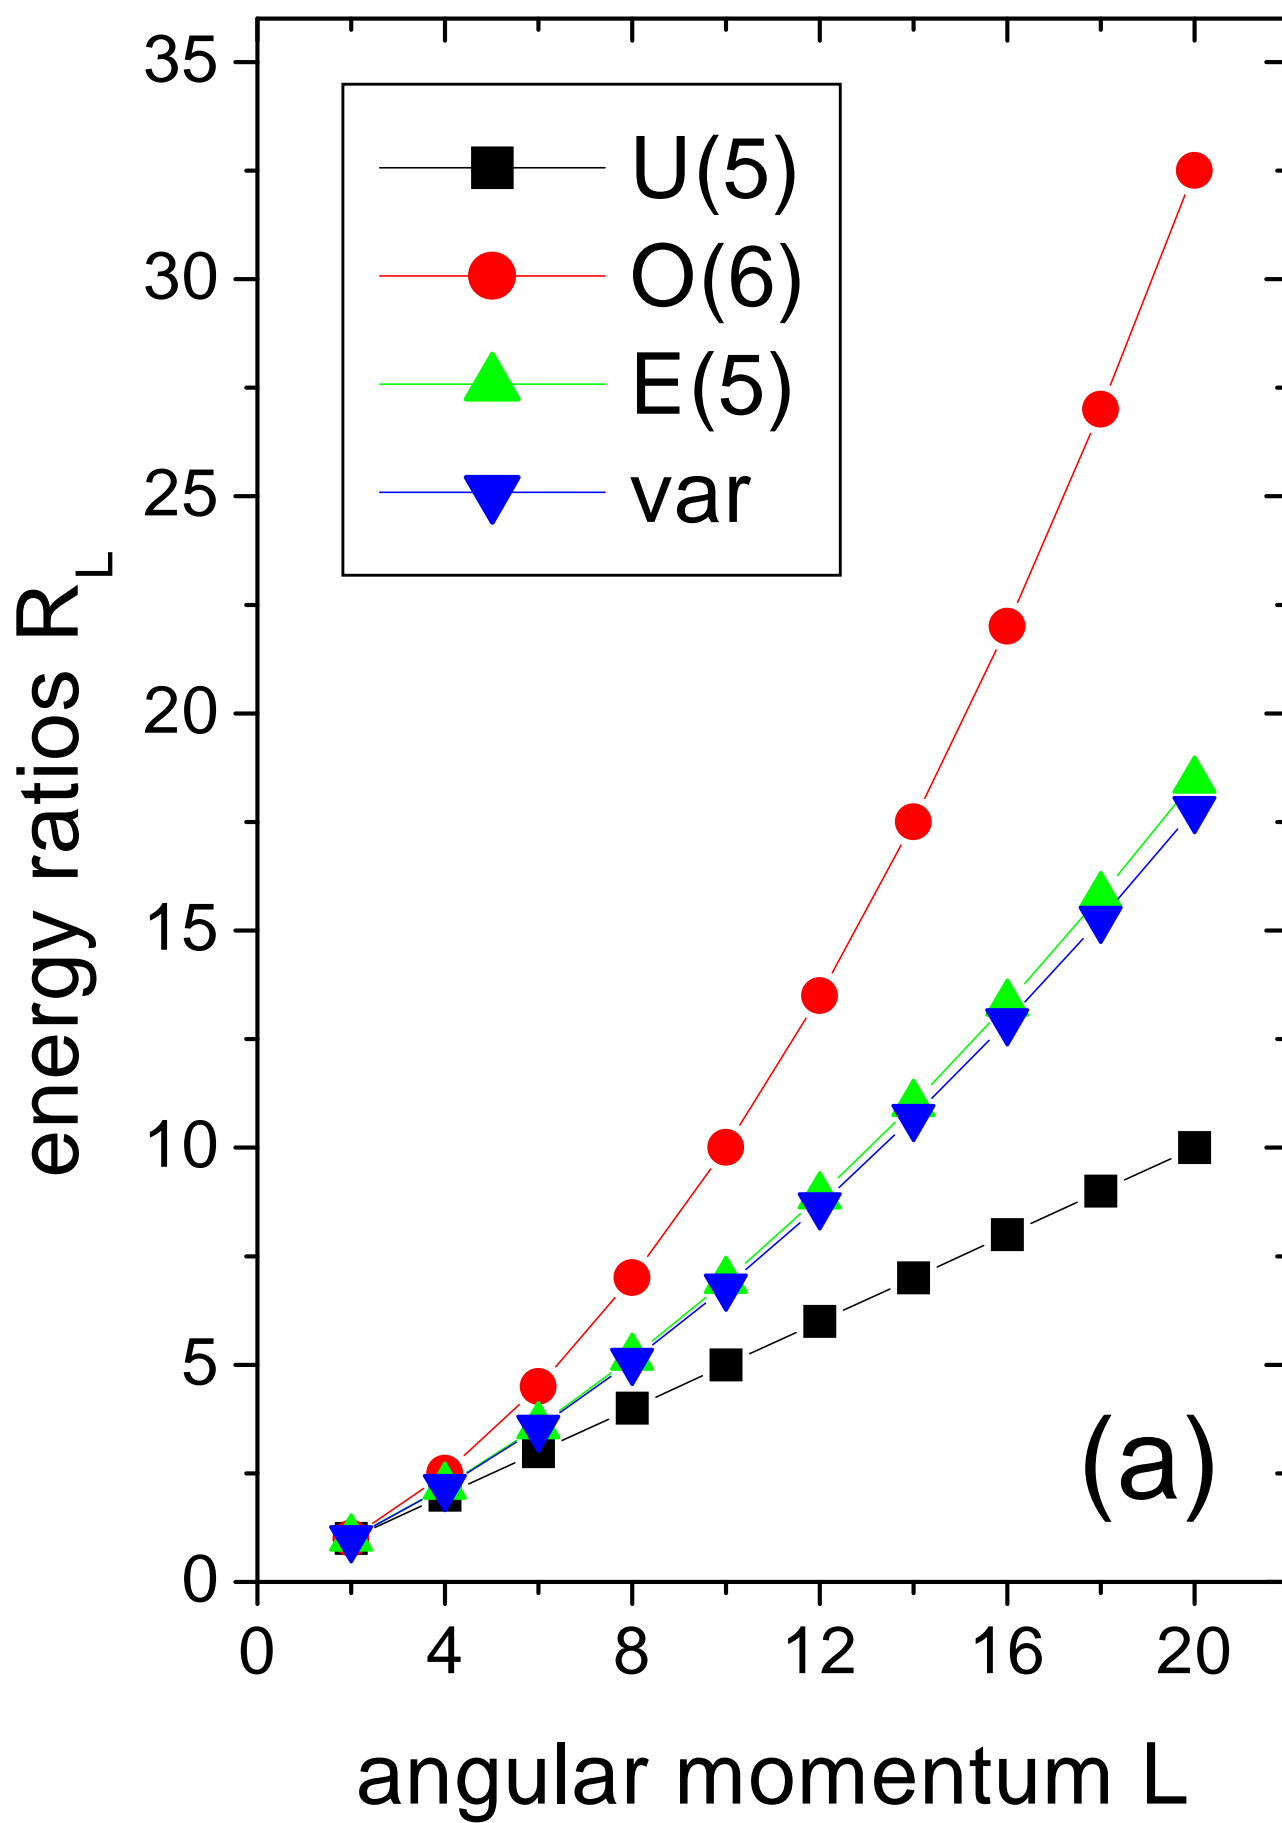 35
30
25
20
15
10
5
0
U(5)
O(6)
E(5)
var
energy ratios R_L
(a)
0 4 8 12 16 20
angular momentum L